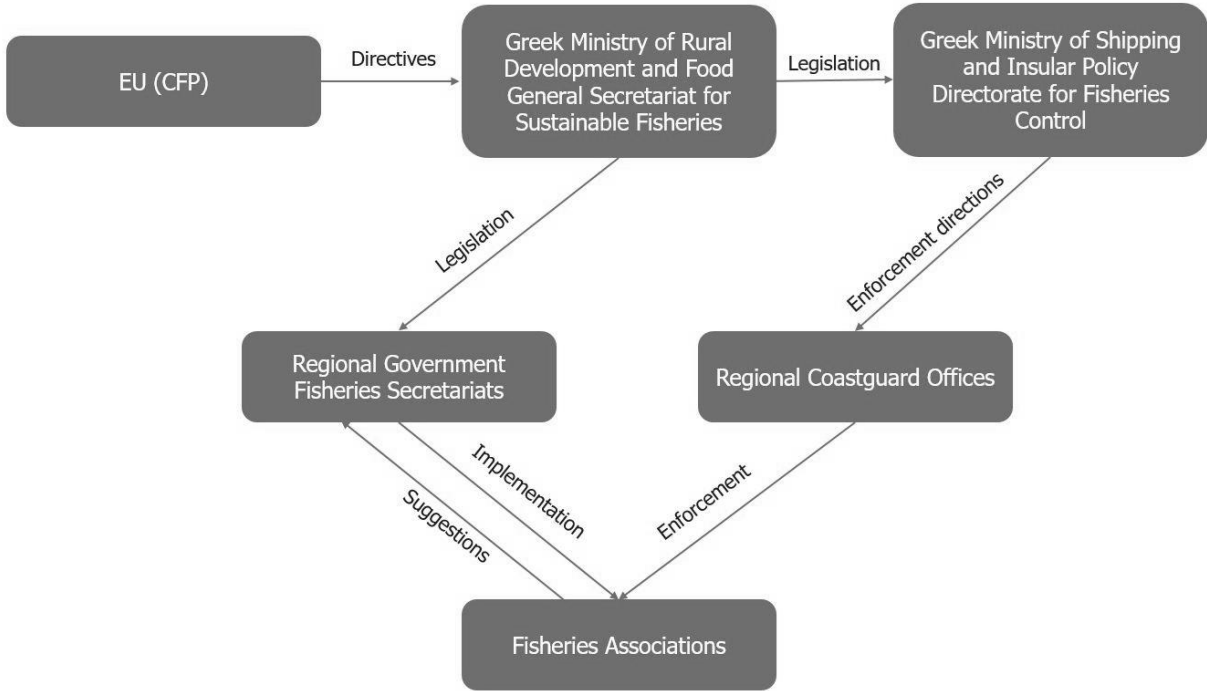 EU (CFP)
Directives
Greek Ministry of Rural
Development and Food
General Secretariat for
Sustainable Fisheries
Legislation
Greek Ministry of Shipping
and Insular Policy
Directorate for Fisheries
Control
Legislation
Enforcement directions
Regional Government
Fisheries Secretariats
Regional Coastguard Offices
Implementation
Suggestions
Enforcement
Fisheries Associations